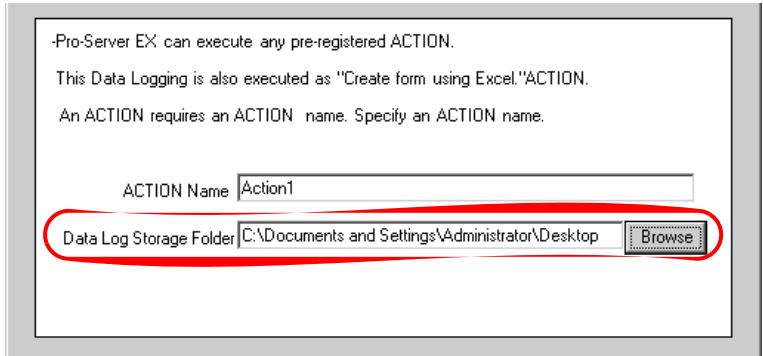 -Pro-Server EX can execute any pre-registered ACTION.
This Data Logging is also executed as "Create form using Excel."ACTION.
An ACTION requires an ACTION name. Specify an ACTION name.
ACTION Name Action1
Data Log Storage Folder C:\Documents and Settings\Administrator\Desktop Browse